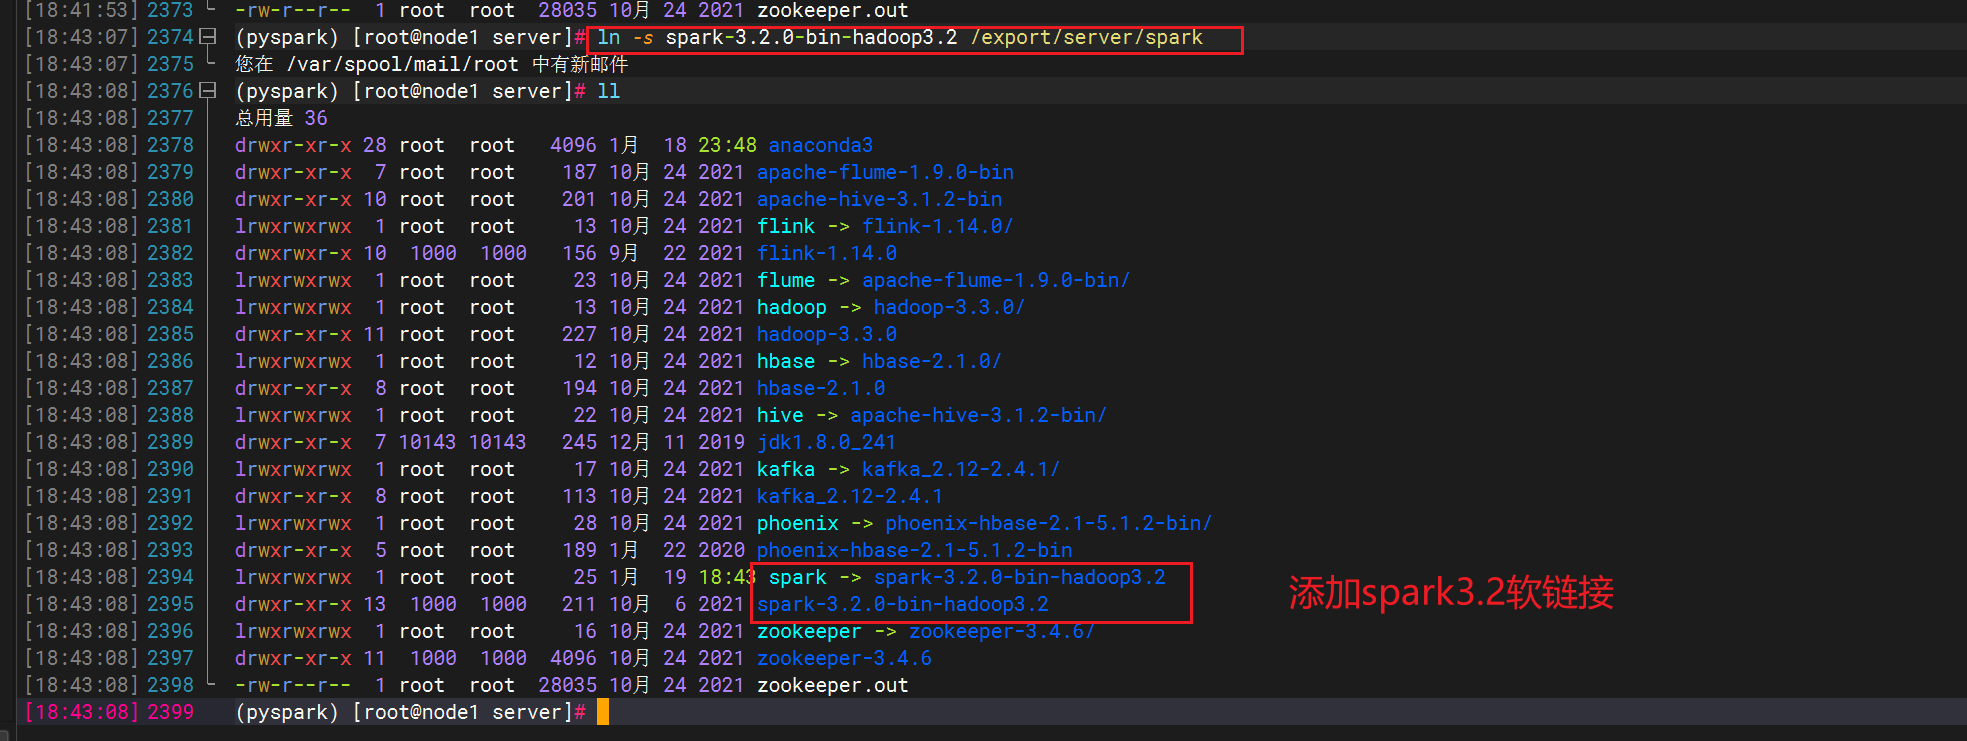 [18:41:53] 2373 -rw-r--r-- 1 root root 28035 10月 24 2021 zookeeper.out
[18:43:07] 2374 (pyspark) [root@node1 server]# ln -s spark-3.2.0-bin-hadoop3.2 /export/server/spark
[18:43:07] 2375 您在 /var/spool/mail/root 中有新邮件
[18:43:08] 2376 (pyspark) [root@node1 server]# ll
[18:43:08] 2377 总用量 36
[18:43:08] 2378 drwxr-xr-x 28 root root 4096 1月 18 23:48 anaconda3
[18:43:08] 2379 drwxr-xr-x 7 root root 187 10月 24 2021 apache-flume-1.9.0-bin
[18:43:08] 2380 drwxr-xr-x 10 root root 201 10月 24 2021 apache-hive-3.1.2-bin
[18:43:08] 2381 lrwxrwxrwx 1 root root 13 10月 24 2021 flink -> flink-1.14.0/
[18:43:08] 2382 drwxrwxr-x 10 1000 1000 156 9月 22 2021 flink-1.14.0
[18:43:08] 2383 lrwxrwxrwx 1 root root 23 10月 24 2021 flume -> apache-flume-1.9.0-bin/
[18:43:08] 2384 lrwxrwxrwx 1 root root 13 10月 24 2021 hadoop -> hadoop-3.3.0/
[18:43:08] 2385 drwxr-xr-x 11 root root 227 10月 24 2021 hadoop-3.3.0
[18:43:08] 2386 lrwxrwxrwx 1 root root 12 10月 24 2021 hbase -> hbase-2.1.0/
[18:43:08] 2387 drwxr-xr-x 8 root root 194 10月 24 2021 hbase-2.1.0
[18:43:08] 2388 lrwxrwxrwx 1 root root 22 10月 24 2021 hive -> apache-hive-3.1.2-bin/
[18:43:08] 2389 drwxr-xr-x 7 10143 10143 245 12月 11 2019 jdk1.8.0_241
[18:43:08] 2390 lrwxrwxrwx 1 root root 17 10月 24 2021 kafka -> kafka_2.12-2.4.1/
[18:43:08] 2391 drwxr-xr-x 8 root root 113 10月 24 2021 kafka_2.12-2.4.1
[18:43:08] 2392 lrwxrwxrwx 1 root root 28 10月 24 2021 phoenix -> phoenix-hbase-2.1-5.1.2-bin/
[18:43:08] 2393 drwxr-xr-x 5 root root 189 1月 22 2020 phoenix-hbase-2.1-5.1.2-bin
[18:43:08] 2394 lrwxrwxrwx 1 root root 25 1月 19 18:43 spark -> spark-3.2.0-bin-hadoop3.2
[18:43:08] 2395 drwxr-xr-x 13 1000 1000 211 10月 6 2021 spark-3.2.0-bin-hadoop3.2
添加spark3.2软链接
[18:43:08] 2396 lrwxrwxrwx 1 root root 16 10月 24 2021 zookeeper -> zookeeper-3.4.6/
[18:43:08] 2397 drwxr-xr-x 11 1000 1000 4096 10月 24 2021 zookeeper-3.4.6
[18:43:08] 2398 -rw-r--r-- 1 root root 28035 10月 24 2021 zookeeper.out
[18:43:08] 2399 (pyspark) [root@node1 server]#